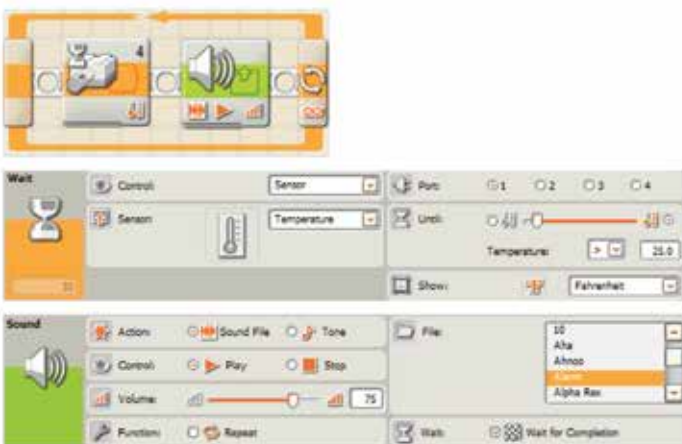 4
Wait
Control: Sensor Port: 1 2 3 4
Sensor: Temperature Until:
Temperature: > 25.0
Show: Fahrenheit
Sound
Action: Sound File Tone File: 10
Aha
Ahnoo
Control: Play Stop
Alpha Rex
Volume: 75
Function: Repeat Wait: Wait for Completion